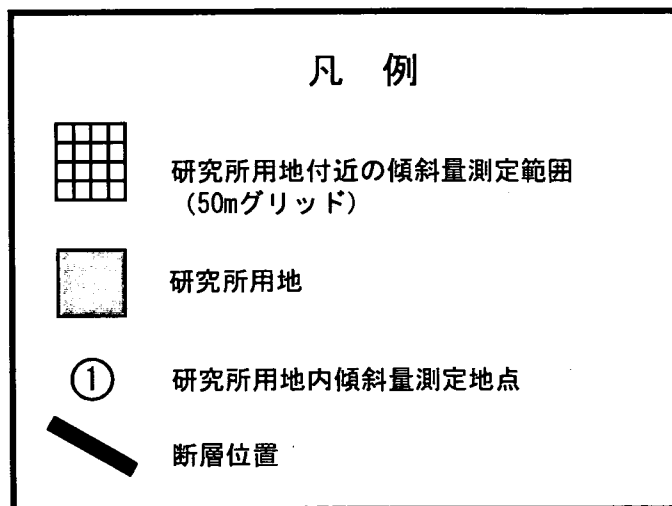 凡 例
研究所用地付近の傾斜量測定範囲
(50mグリッド)
研究所用地
① 研究所用地内傾斜量測定地点
断層位置